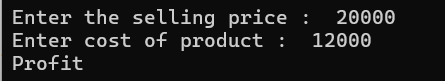 Enter the selling price :  20000
Enter cost of product :  12000
Profit